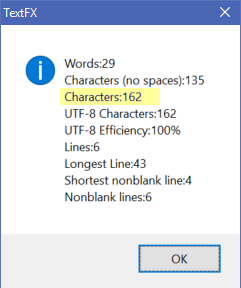 TextFX
Words:29
Characters (no spaces):135
Characters:162
UTF-8 Characters:162
UTF-8 Efficiency:100%
Lines:6
Longest Line:43
Shortest nonblank line:4
Nonblank lines:6
OK